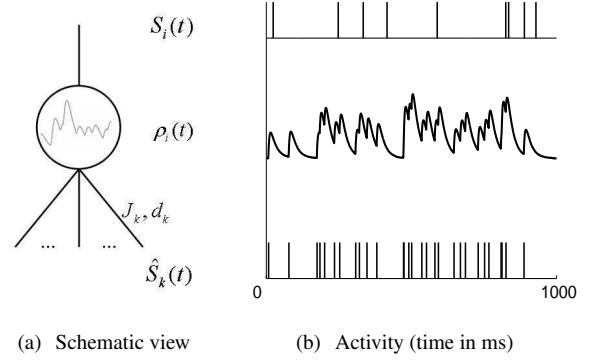 S_i(t)
ρ_i(t)
J_k, d_k
... ...
Ŝ_k(t)
0 1000
(a) Schematic view (b) Activity (time in ms)